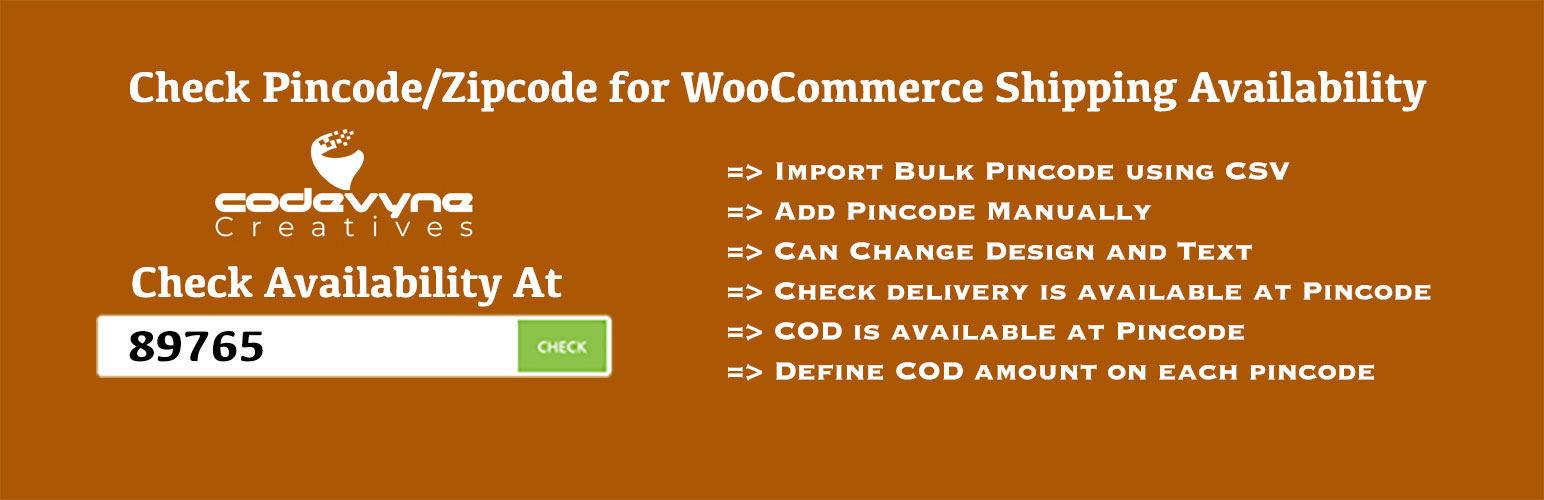 Check Pincode/Zipcode for WooCommerce Shipping Availability
codevyne
Creatives
Check Availability At
89765
CHECK
=> Import Bulk Pincode using CSV
=> Add Pincode Manually
=> Can Change Design and Text
=> Check delivery is available at Pincode
=> COD is available at Pincode
=> Define COD amount on each pincode